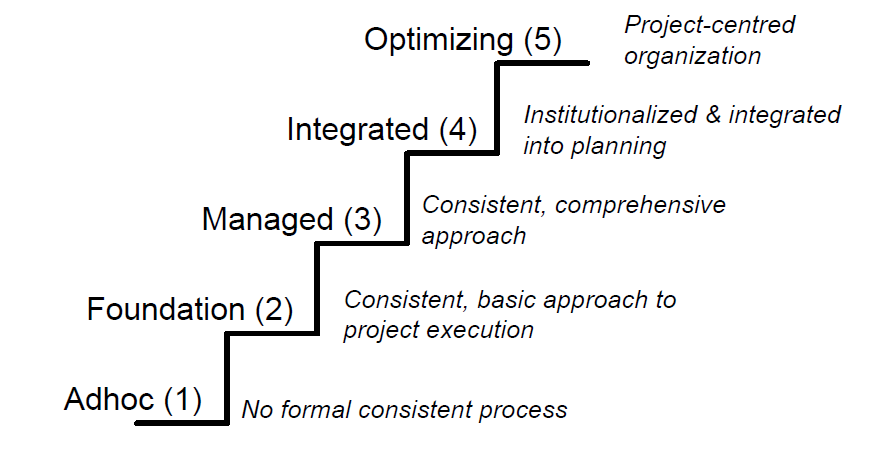 Optimizing (5)
Project-centred
organization
Integrated (4)
Institutionalized & integrated
into planning
Managed (3)
Consistent, comprehensive
approach
Foundation (2)
Consistent, basic approach to
project execution
Adhoc (1)
No formal consistent process